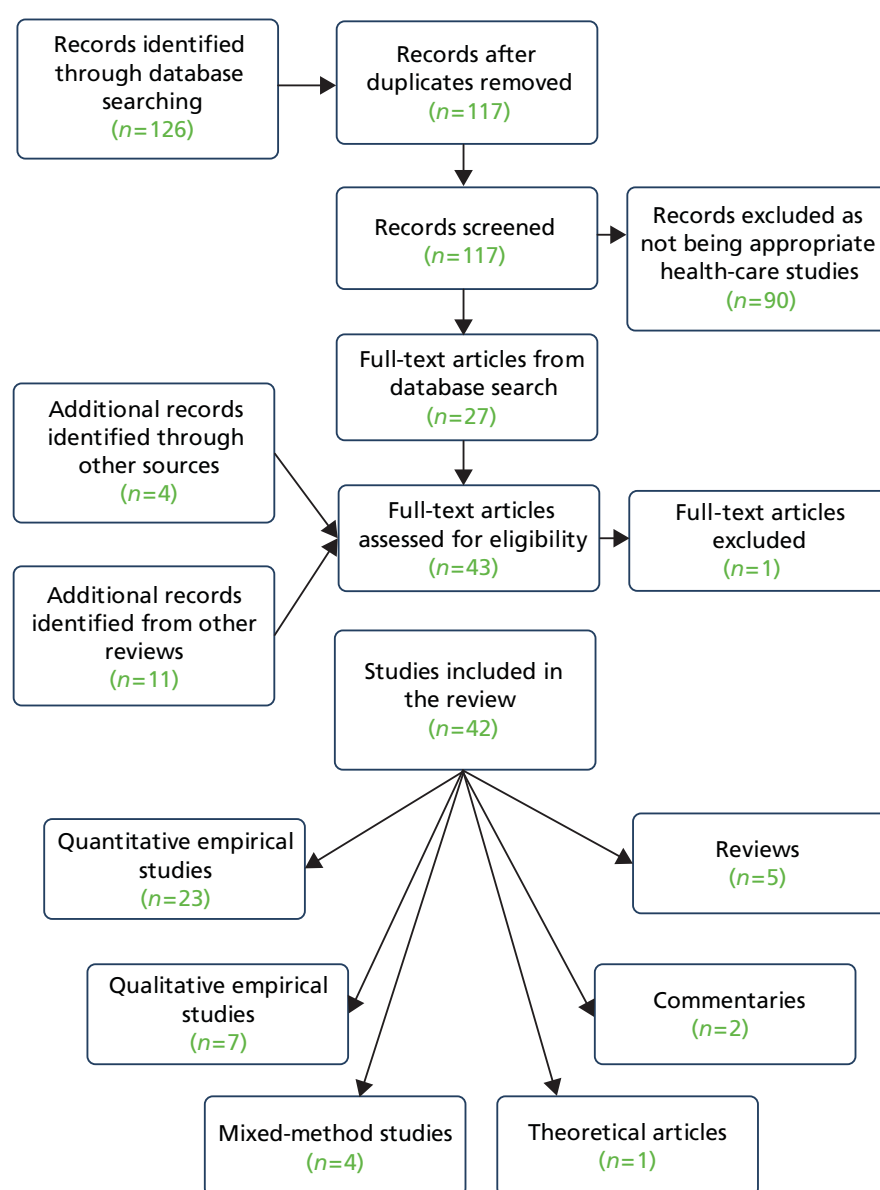 Records identified
through database
searching
(n=126)
Records after
duplicates removed
(n=117)
Records screened
(n=117)
Records excluded as
not being appropriate
health-care studies
(n=90)
Full-text articles from
database search
(n=27)
Additional records
identified through
other sources
(n=4)
Full-text articles
assessed for eligibility
(n=43)
Full-text articles
excluded
(n=1)
Additional records
identified from other
reviews
(n=11)
Studies included in
the review
(n=42)
Quantitative empirical
studies
(n=23)
Reviews
(n=5)
Qualitative empirical
studies
(n=7)
Commentaries
(n=2)
Mixed-method studies
(n=4)
Theoretical articles
(n=1)